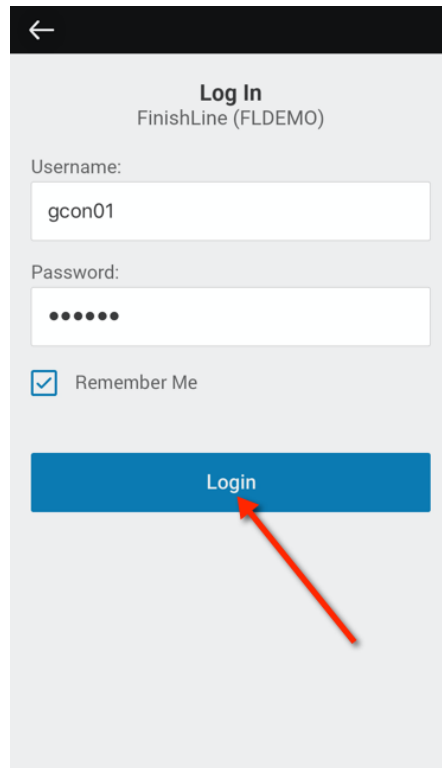 Log In
FinishLine (FLDEMO)
Username:
gcon01
Password:
••••••
Remember Me
Login